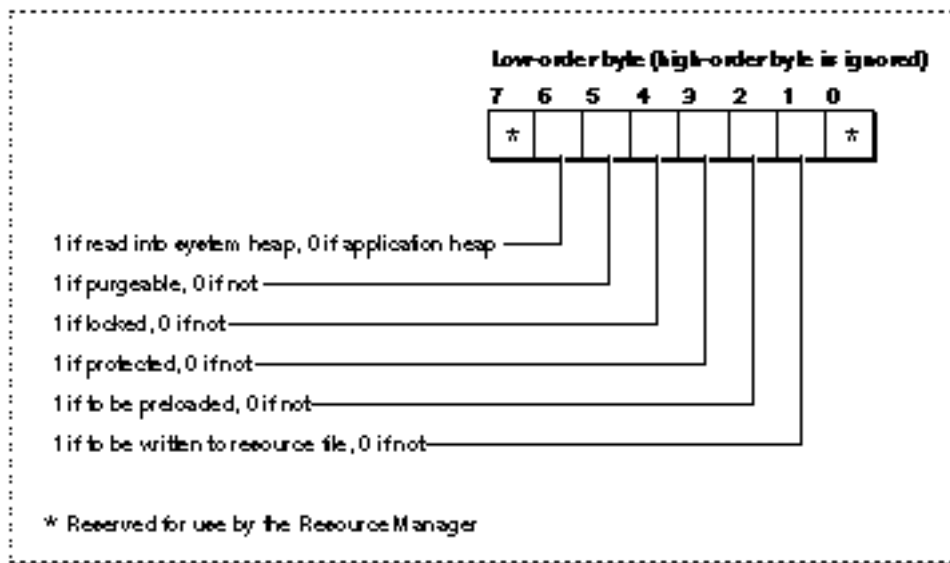 Low-order byte (high-order byte is ignored)
7 6 5 4 3 2 1 0
* *
1 if read into system heap, 0 if application heap
1 if purgeable, 0 if not
1 if locked, 0 if not
1 if protected, 0 if not
1 if to be preloaded, 0 if not
1 if to be written to resource file, 0 if not
* Reserved for use by the Resource Manager